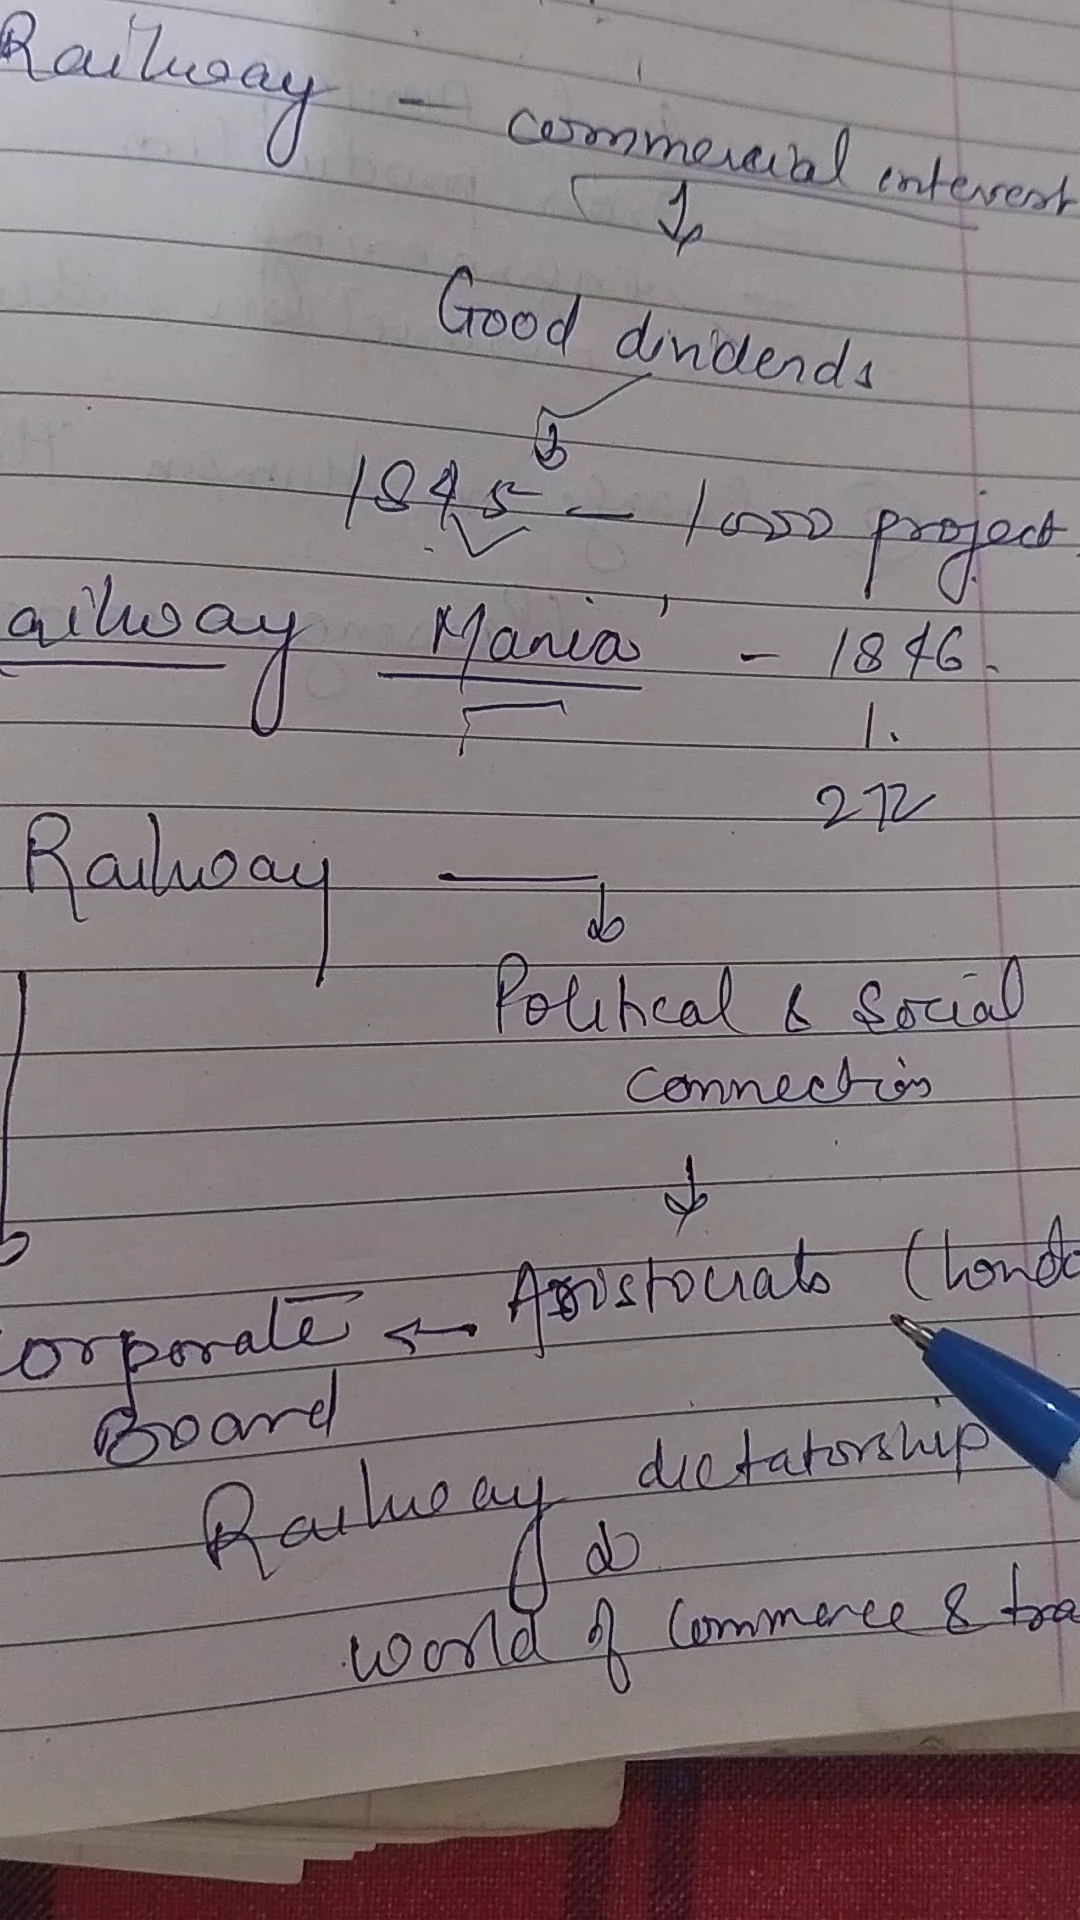 Railway - commercial interest
Good dividends
1845 - 1000 project
ailway Mania' - 1846.
1.
272
Railway
Political & Social
connection
orporate ← Aristocrats (Londo
Board
Railway dictatorship
world of Commerce & tra